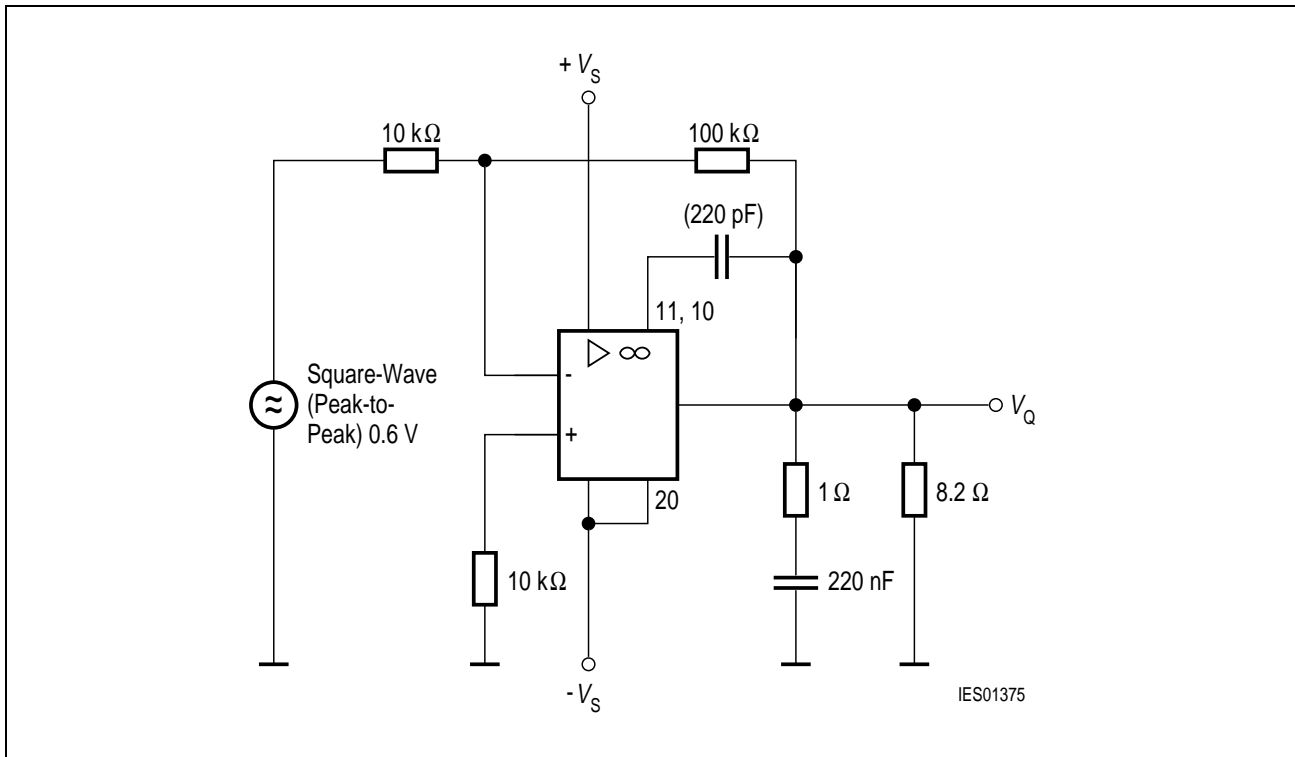 + V_S
10 kΩ
100 kΩ
(220 pF)
11, 10
▷ ∞
-
+
Square-Wave
(Peak-to-
Peak) 0.6 V
≈
V_Q
20
1 Ω
8.2 Ω
10 kΩ
220 nF
- V_S
IES01375